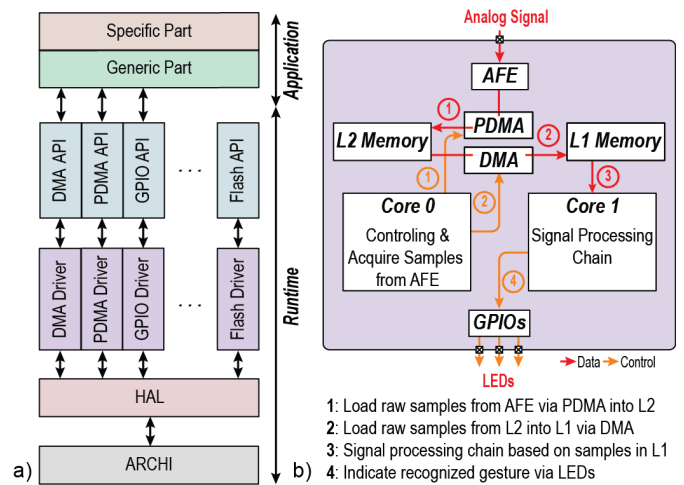 Specific Part
Generic Part
Application
DMA API
PDMA API
GPIO API
. . .
Flash API
DMA Driver
PDMA Driver
GPIO Driver
. . .
Flash Driver
Runtime
HAL
ARCHI
a)
Analog Signal
AFE
1
PDMA
L2 Memory
2
L1 Memory
DMA
1
2
3
Core 0
Controling &
Acquire Samples
from AFE
Core 1
Signal Processing
Chain
4
GPIOs
LEDs
Data
Control
b)
1: Load raw samples from AFE via PDMA into L2
2: Load raw samples from L2 into L1 via DMA
3: Signal processing chain based on samples in L1
4: Indicate recognized gesture via LEDs